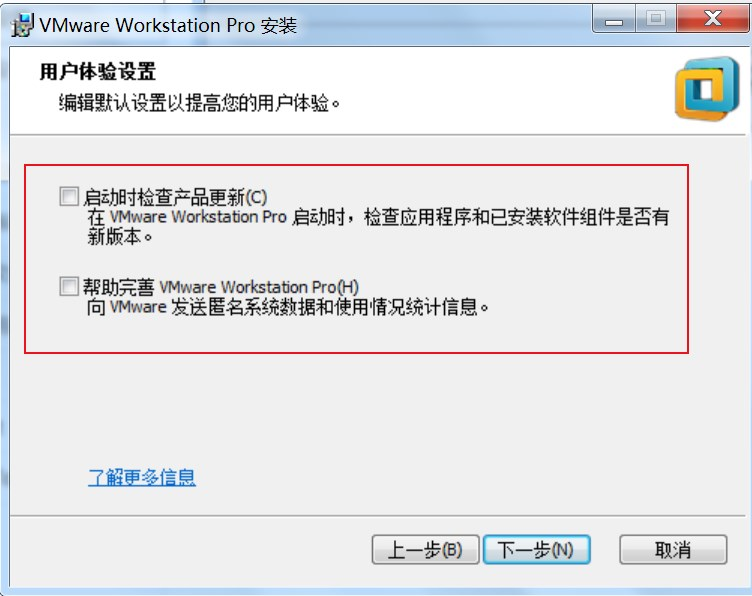 VMware Workstation Pro 安装
用户体验设置
编辑默认设置以提高您的用户体验。
启动时检查产品更新(C)
在 VMware Workstation Pro 启动时，检查应用程序和已安装软件组件是否有
新版本。
帮助完善 VMware Workstation Pro(H)
向 VMware 发送匿名系统数据和使用情况统计信息。
了解更多信息
上一步(B)
下一步(N)
取消